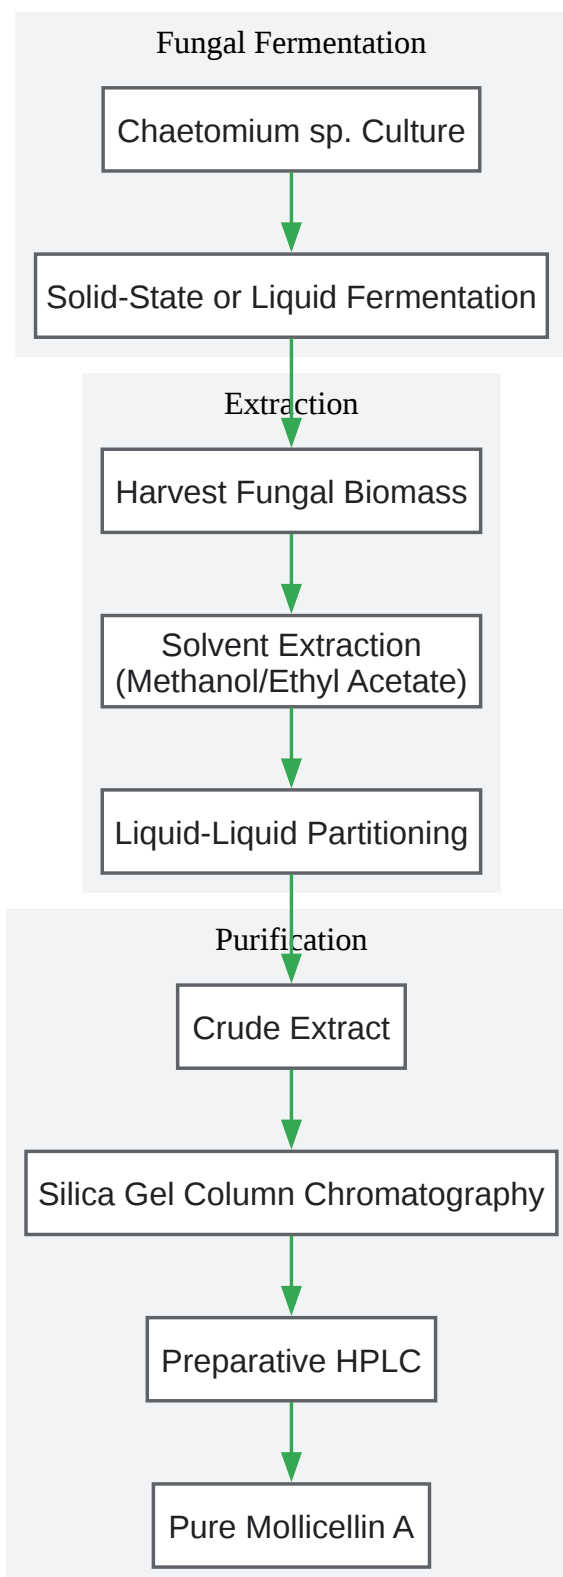 Fungal Fermentation
Chaetomium sp. Culture
Solid-State or Liquid Fermentation
Extraction
Harvest Fungal Biomass
Solvent Extraction
(Methanol/Ethyl Acetate)
Liquid-Liquid Partitioning
Purification
Crude Extract
Silica Gel Column Chromatography
Preparative HPLC
Pure Mollicellin A